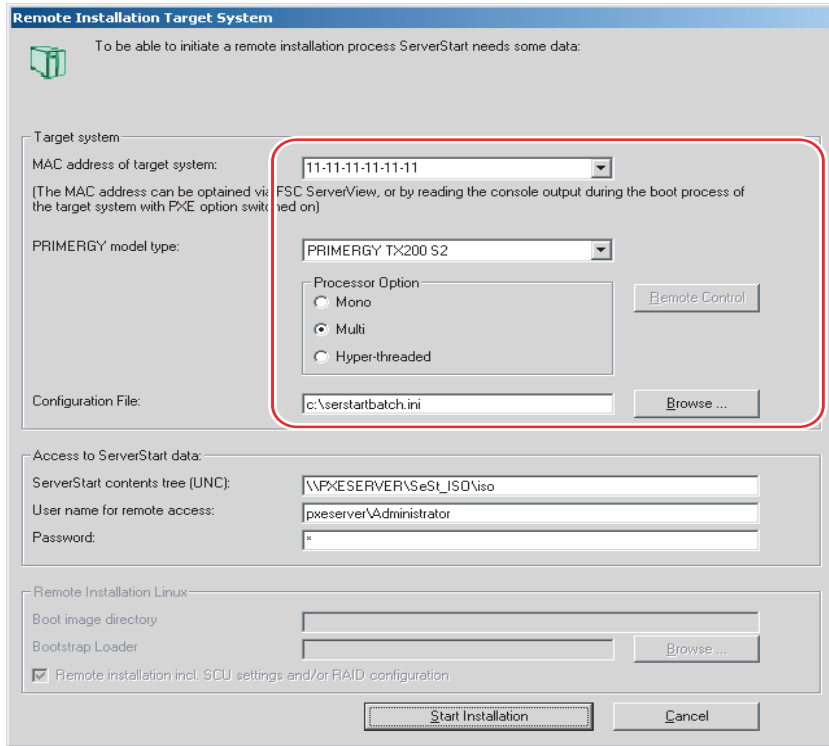 Remote Installation Target System
To be able to initiate a remote installation process ServerStart needs some data:
Target system
MAC address of target system:
11-11-11-11-11-11
(The MAC address can be optained via FSC ServerView, or by reading the console output during the boot process of
the target system with PXE option switched on)
PRIMERGY model type:
PRIMERGY TX200 S2
Processor Option
Mono
Remote Control
Multi
Hyper-threaded
Configuration File:
c:\serstartbatch.ini
Browse ...
Access to ServerStart data:
ServerStart contents tree (UNC):
\\PXESERVER\SeSt_ISO\iso
User name for remote access:
pxeserver\Administrator
Password:
*
Remote Installation Linux
Boot image directory
Bootstrap Loader
Browse ...
Remote installation incl. SCU settings and/or RAID configuration
Start Installation
Cancel